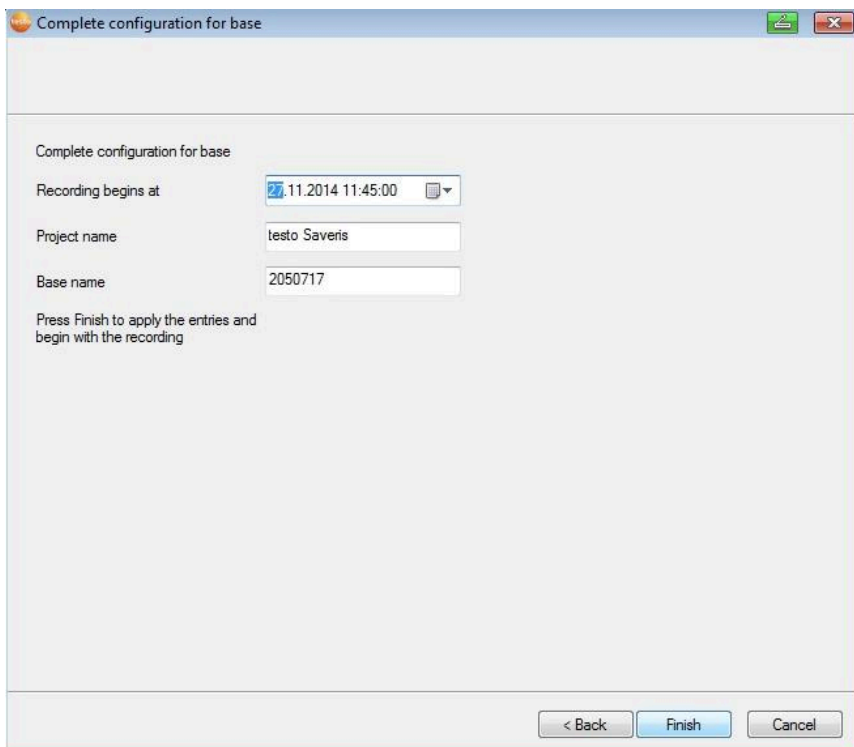 Complete configuration for base
Complete configuration for base
Recording begins at
27.11.2014 11:45:00
Project name
testo Saveris
Base name
2050717
Press Finish to apply the entries and
begin with the recording
< Back
Finish
Cancel